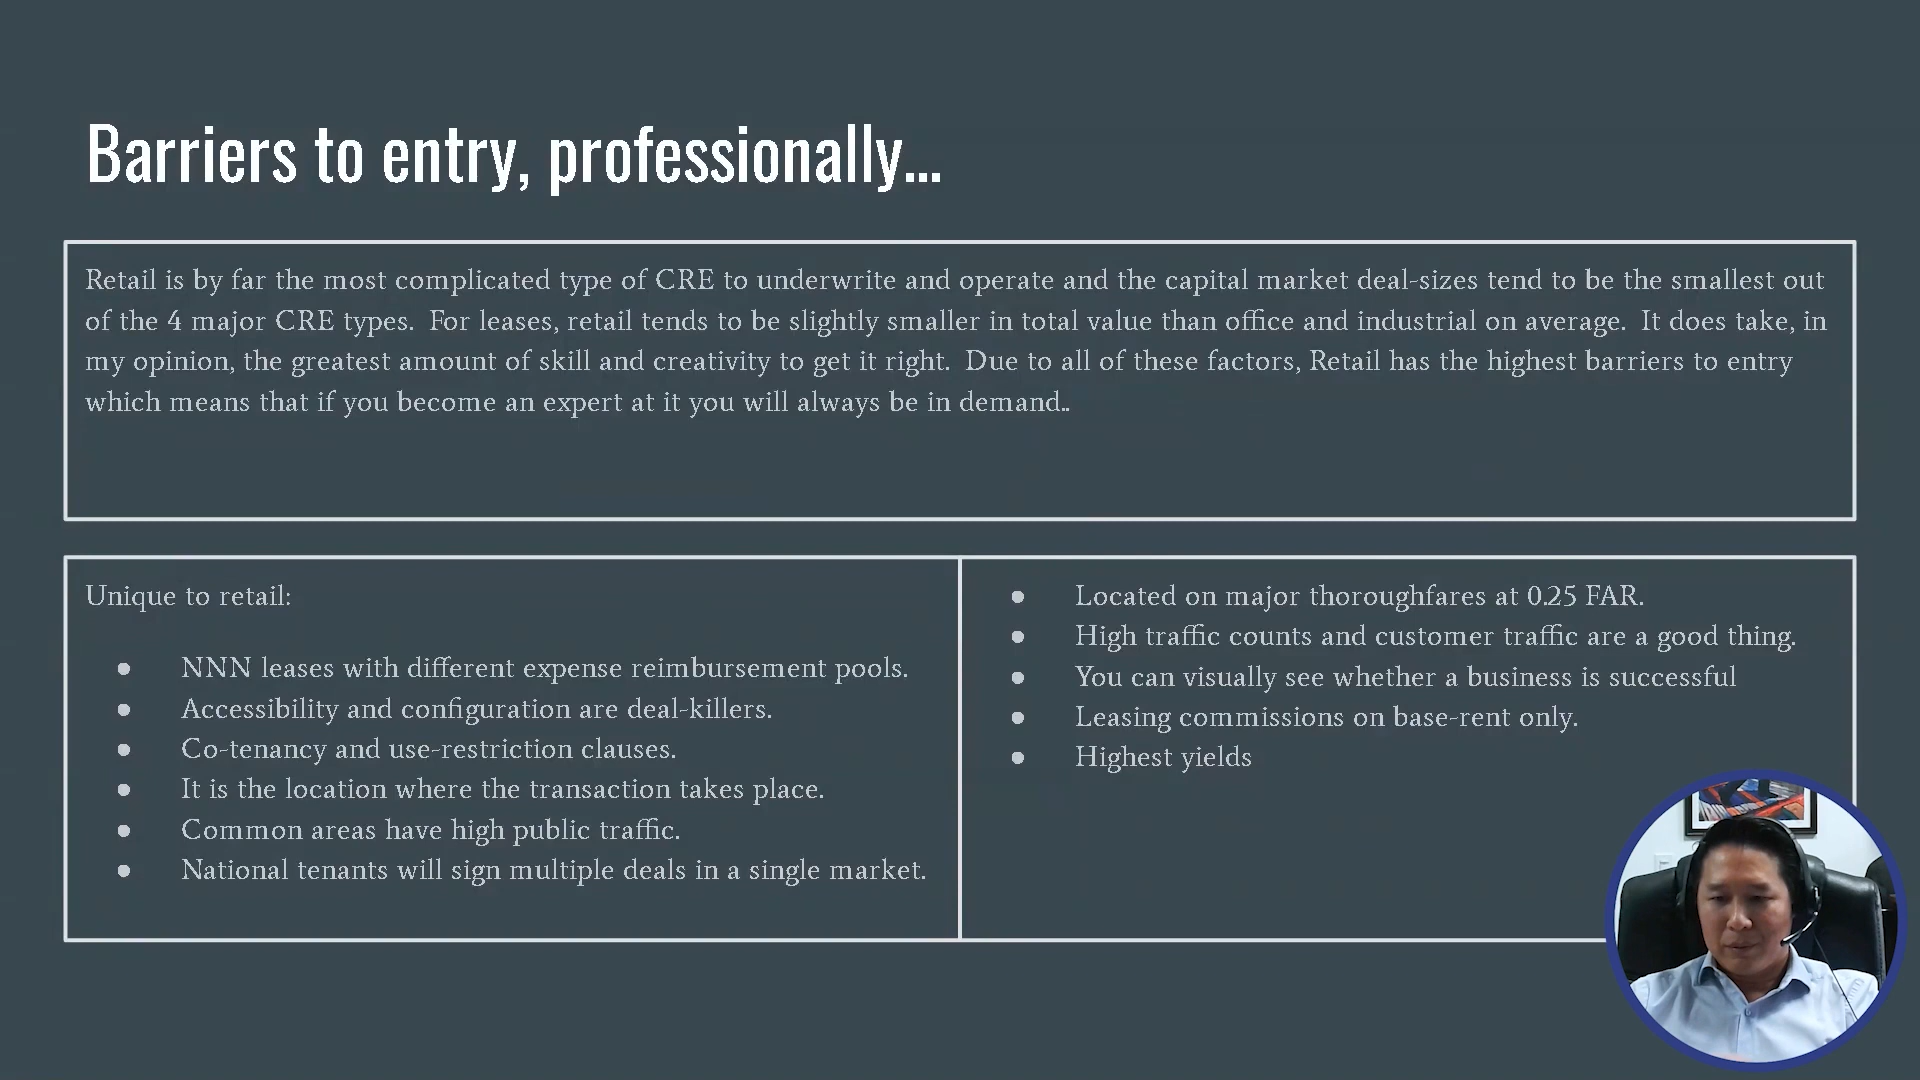 Barriers to entry, professionally...
Retail is by far the most complicated type of CRE to underwrite and operate and the capital market deal-sizes tend to be the smallest out
of the 4 major CRE types.  For leases, retail tends to be slightly smaller in total value than office and industrial on average.  It does take, in
my opinion, the greatest amount of skill and creativity to get it right.  Due to all of these factors, Retail has the highest barriers to entry
which means that if you become an expert at it you will always be in demand..
Unique to retail:
● NNN leases with different expense reimbursement pools.
● Accessibility and configuration are deal-killers.
● Co-tenancy and use-restriction clauses.
● It is the location where the transaction takes place.
● Common areas have high public traffic.
● National tenants will sign multiple deals in a single market.
● Located on major thoroughfares at 0.25 FAR.
● High traffic counts and customer traffic are a good thing.
● You can visually see whether a business is successful
● Leasing commissions on base-rent only.
● Highest yields